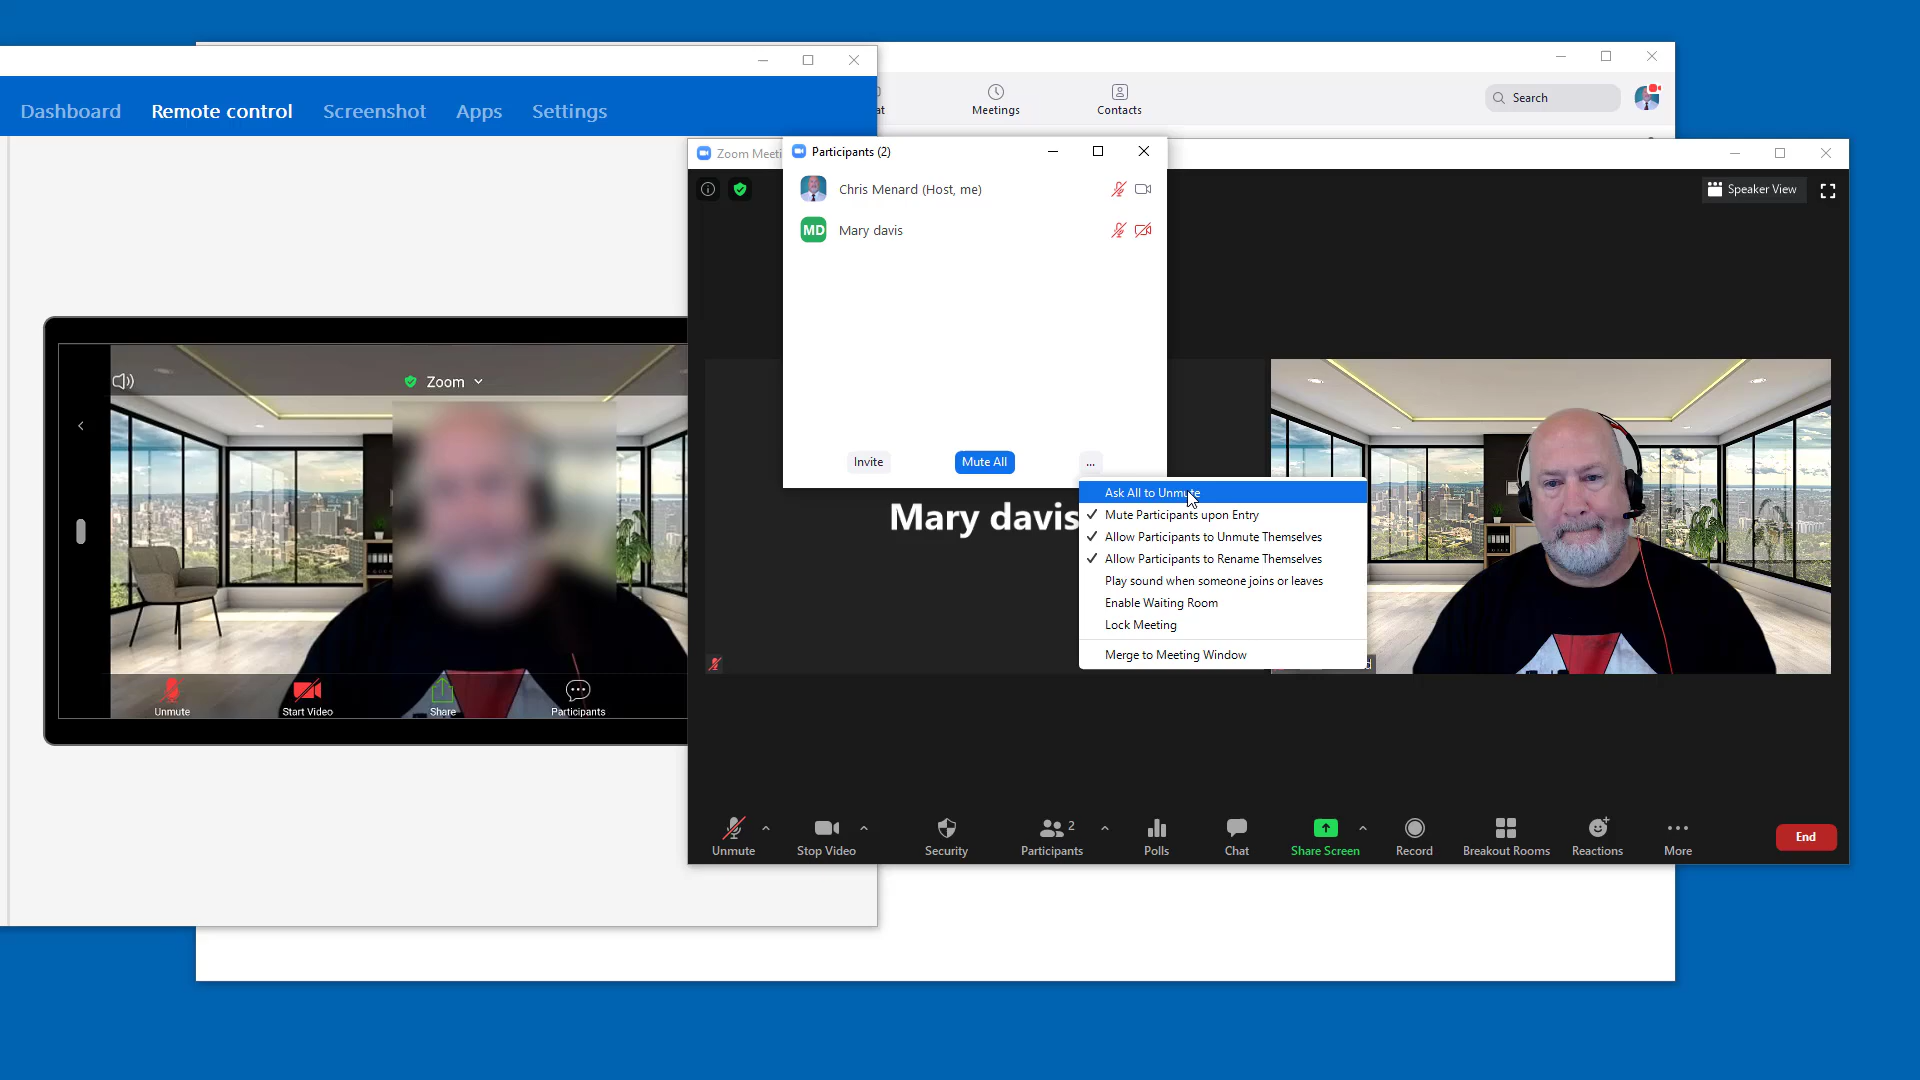 Dashboard
Remote control
Screenshot
Apps
Settings
at
Meetings
Contacts
Search
Zoom Meeti
Participants (2)
Chris Menard (Host, me)
MD
Mary davis
Invite
Mute All
...
Speaker View
Zoom
Unmute
Start Video
Share
Participants
Mary davis
Ask All to Unmute
Mute Participants upon Entry
Allow Participants to Unmute Themselves
Allow Participants to Rename Themselves
Play sound when someone joins or leaves
Enable Waiting Room
Lock Meeting
Merge to Meeting Window
d
Unmute
Stop Video
Security
2
Participants
Polls
Chat
Share Screen
Record
Breakout Rooms
Reactions
More
End